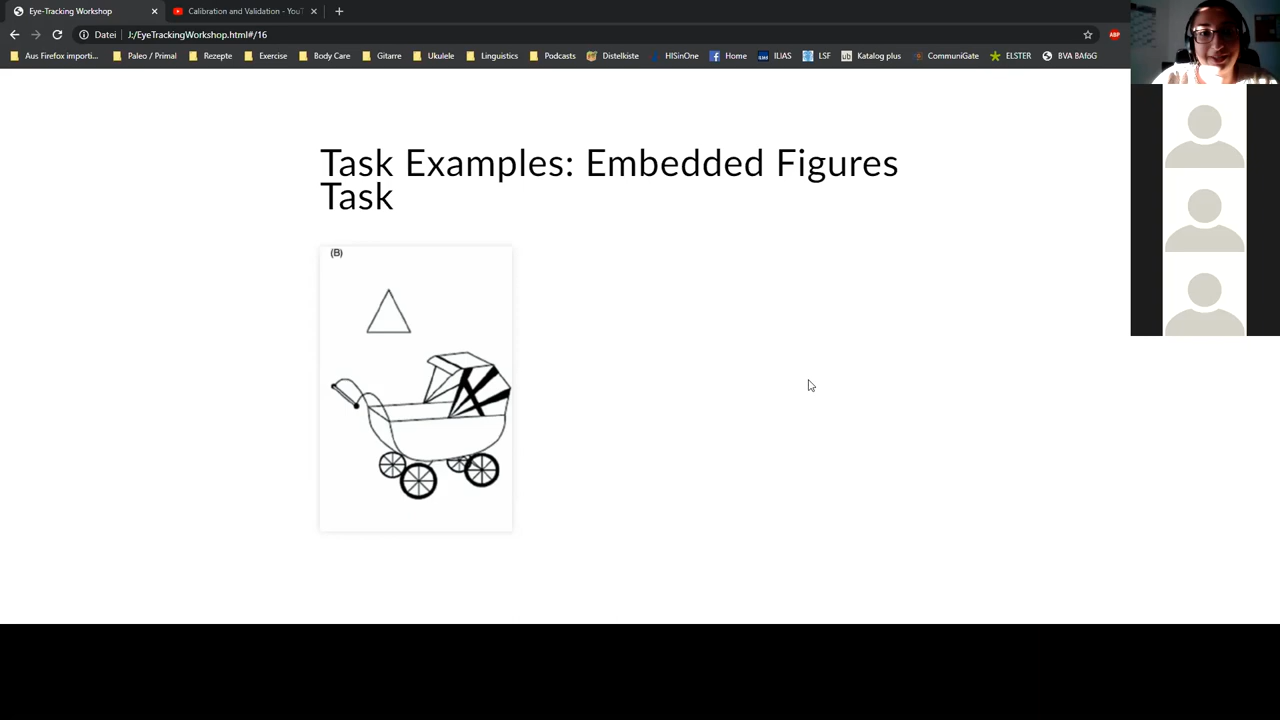 Eye-Tracking Workshop
Calibration and Validation - YouT
Datei
J:/EyeTrackingWorkshop.html#/16
ABP
Aus Firefox importi...
Paleo / Primal
Rezepte
Exercise
Body Care
Gitarre
Ukulele
Linguistics
Podcasts
Distelkiste
HISinOne
Home
ILIAS
LSF
ub
Katalog plus
CommuniGate
ELSTER
BVA BAföG
Task Examples: Embedded Figures
Task
(B)